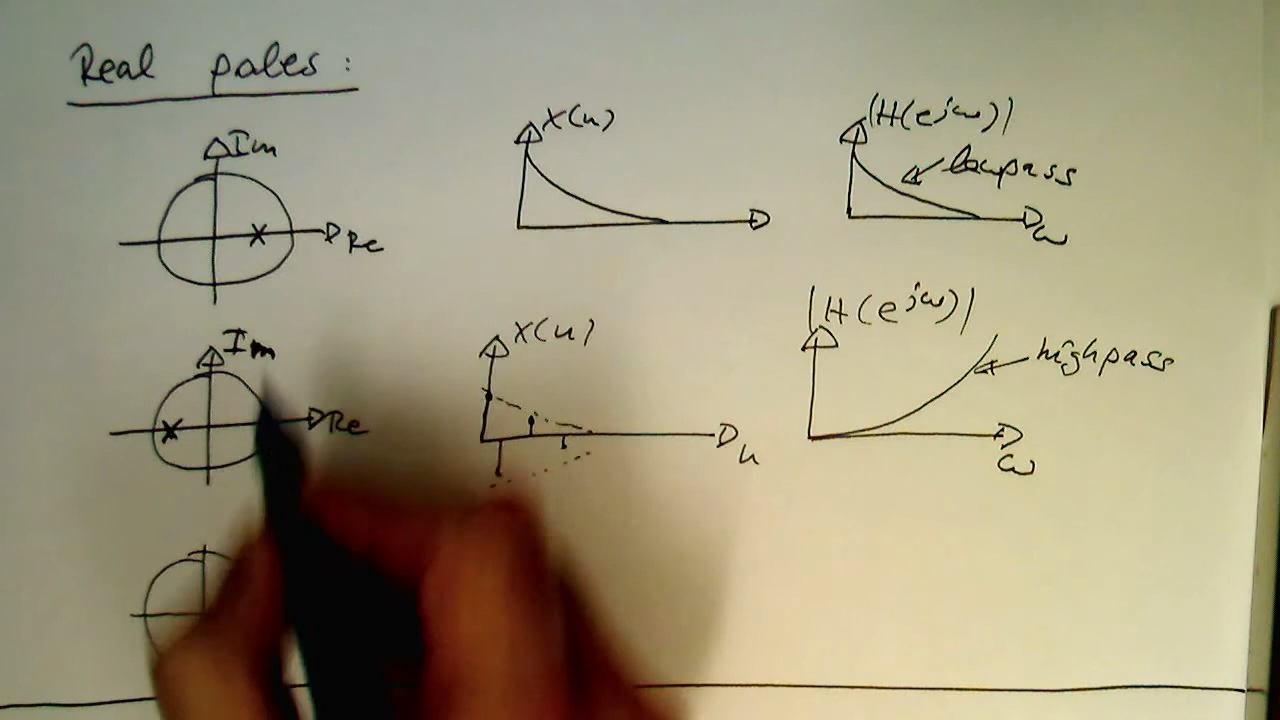 Real poles :
Im
Re
X(n)
|H(e^jω)|
lowpass
ω
Im
Re
X(n)
n
|H(e^jω)|
highpass
ω